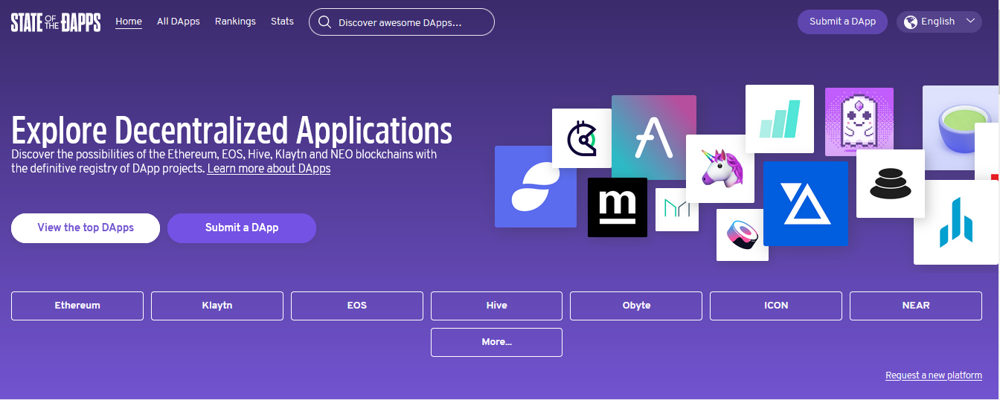 STATE OF THE DAPPS
Home
All DApps
Rankings
Stats
Discover awesome DApps...
Submit a DApp
English
Explore Decentralized Applications
Discover the possibilities of the Ethereum, EOS, Hive, Klaytn and NEO blockchains with
the definitive registry of DApp projects. Learn more about DApps
View the top DApps
Submit a DApp
m
Ethereum
Klaytn
EOS
Hive
Obyte
ICON
NEAR
More...
Request a new platform